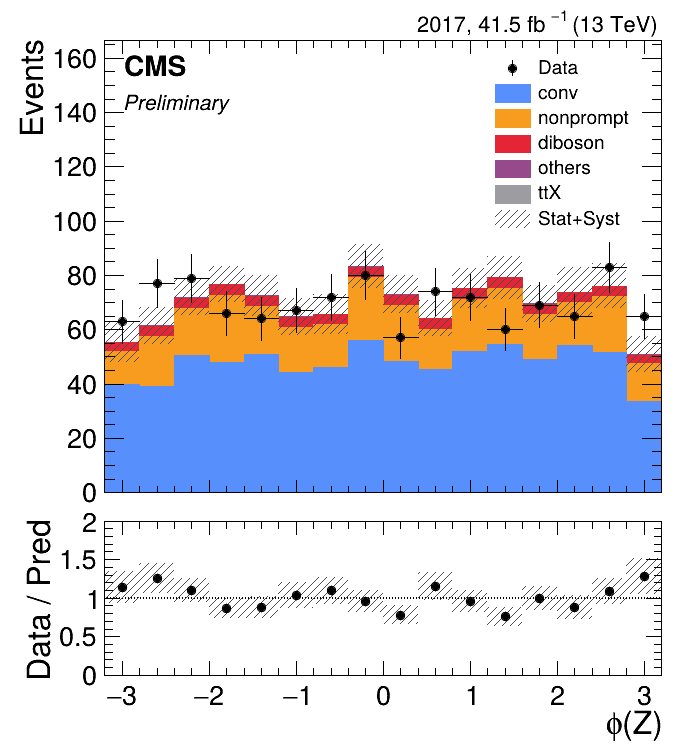 2017, 41.5 fb⁻¹ (13 TeV)
CMS
Preliminary
Events
160
140
120
100
80
60
40
20
0
Data
conv
nonprompt
diboson
others
ttX
Stat+Syst
Data / Pred
2
1.5
1
0.5
0
−3 −2 −1 0 1 2 3
ϕ(Z)